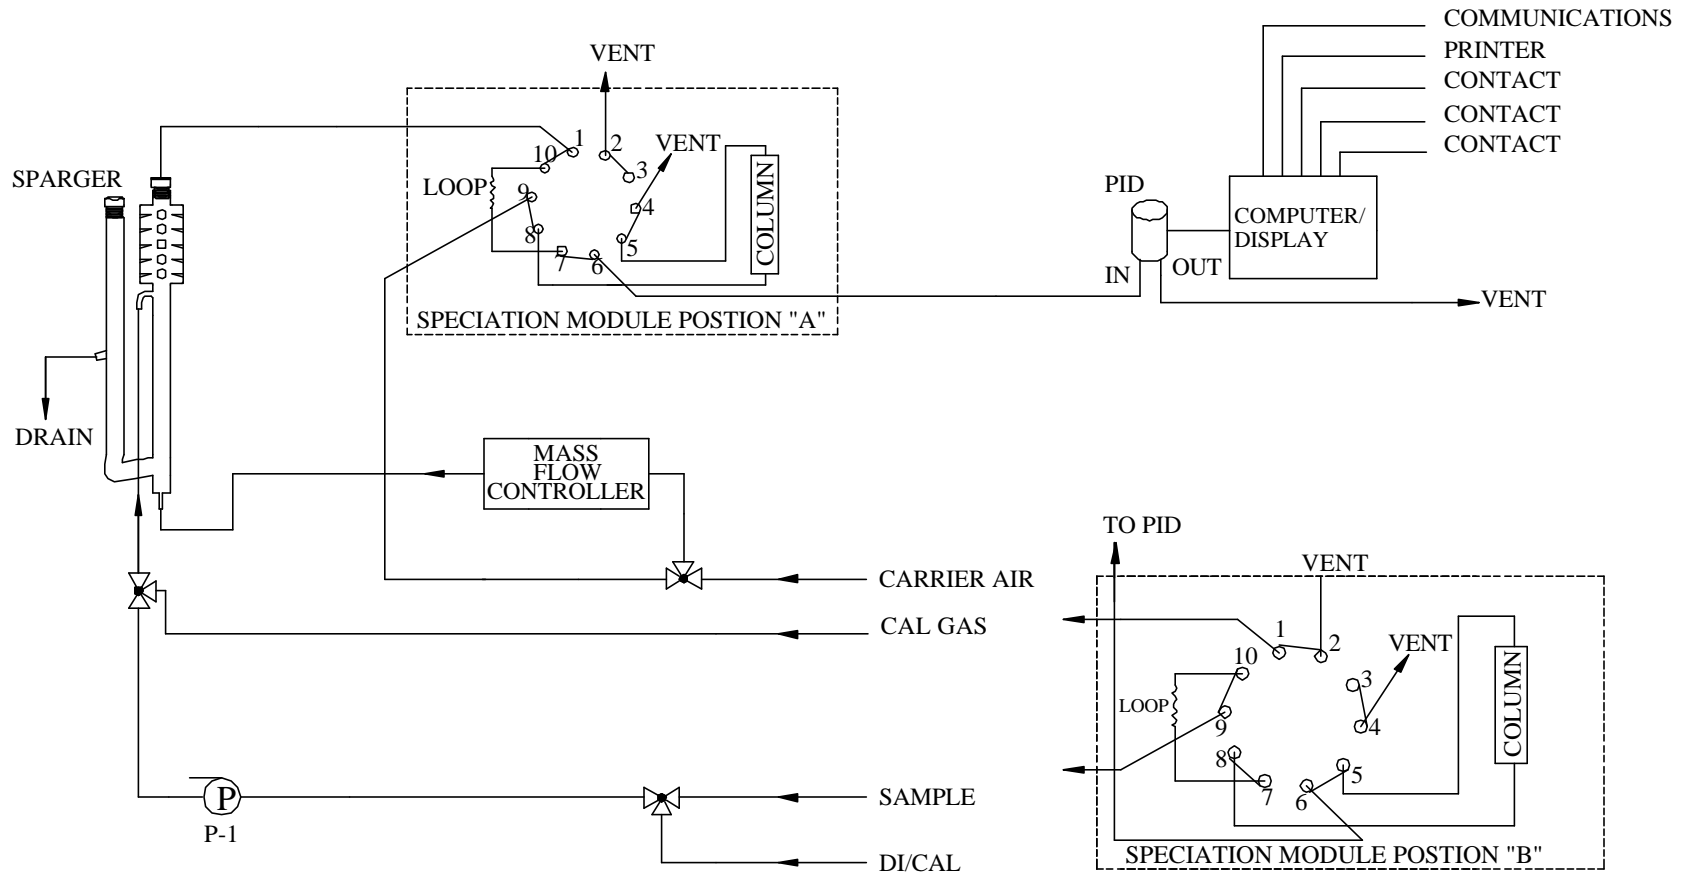 COMMUNICATIONS
PRINTER
CONTACT
CONTACT
CONTACT
VENT
1
2
VENT
10
3
SPARGER
LOOP
9
4
COLUMN
8
5
7
6
PID
COMPUTER/
DISPLAY
IN
OUT
VENT
SPECIATION MODULE POSTION "A"
DRAIN
MASS
FLOW
CONTROLLER
TO PID
VENT
CARRIER AIR
CAL GAS
1
2
VENT
10
3
LOOP
9
4
COLUMN
8
5
7
6
SPECIATION MODULE POSTION "B"
P
P-1
SAMPLE
DI/CAL